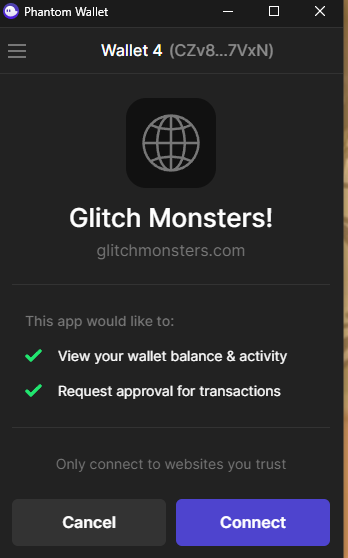 Phantom Wallet
Wallet 4 (CZv8...7VxN)
Glitch Monsters!
glitchmonsters.com
This app would like to:
View your wallet balance & activity
Request approval for transactions
Only connect to websites you trust
Cancel Connect